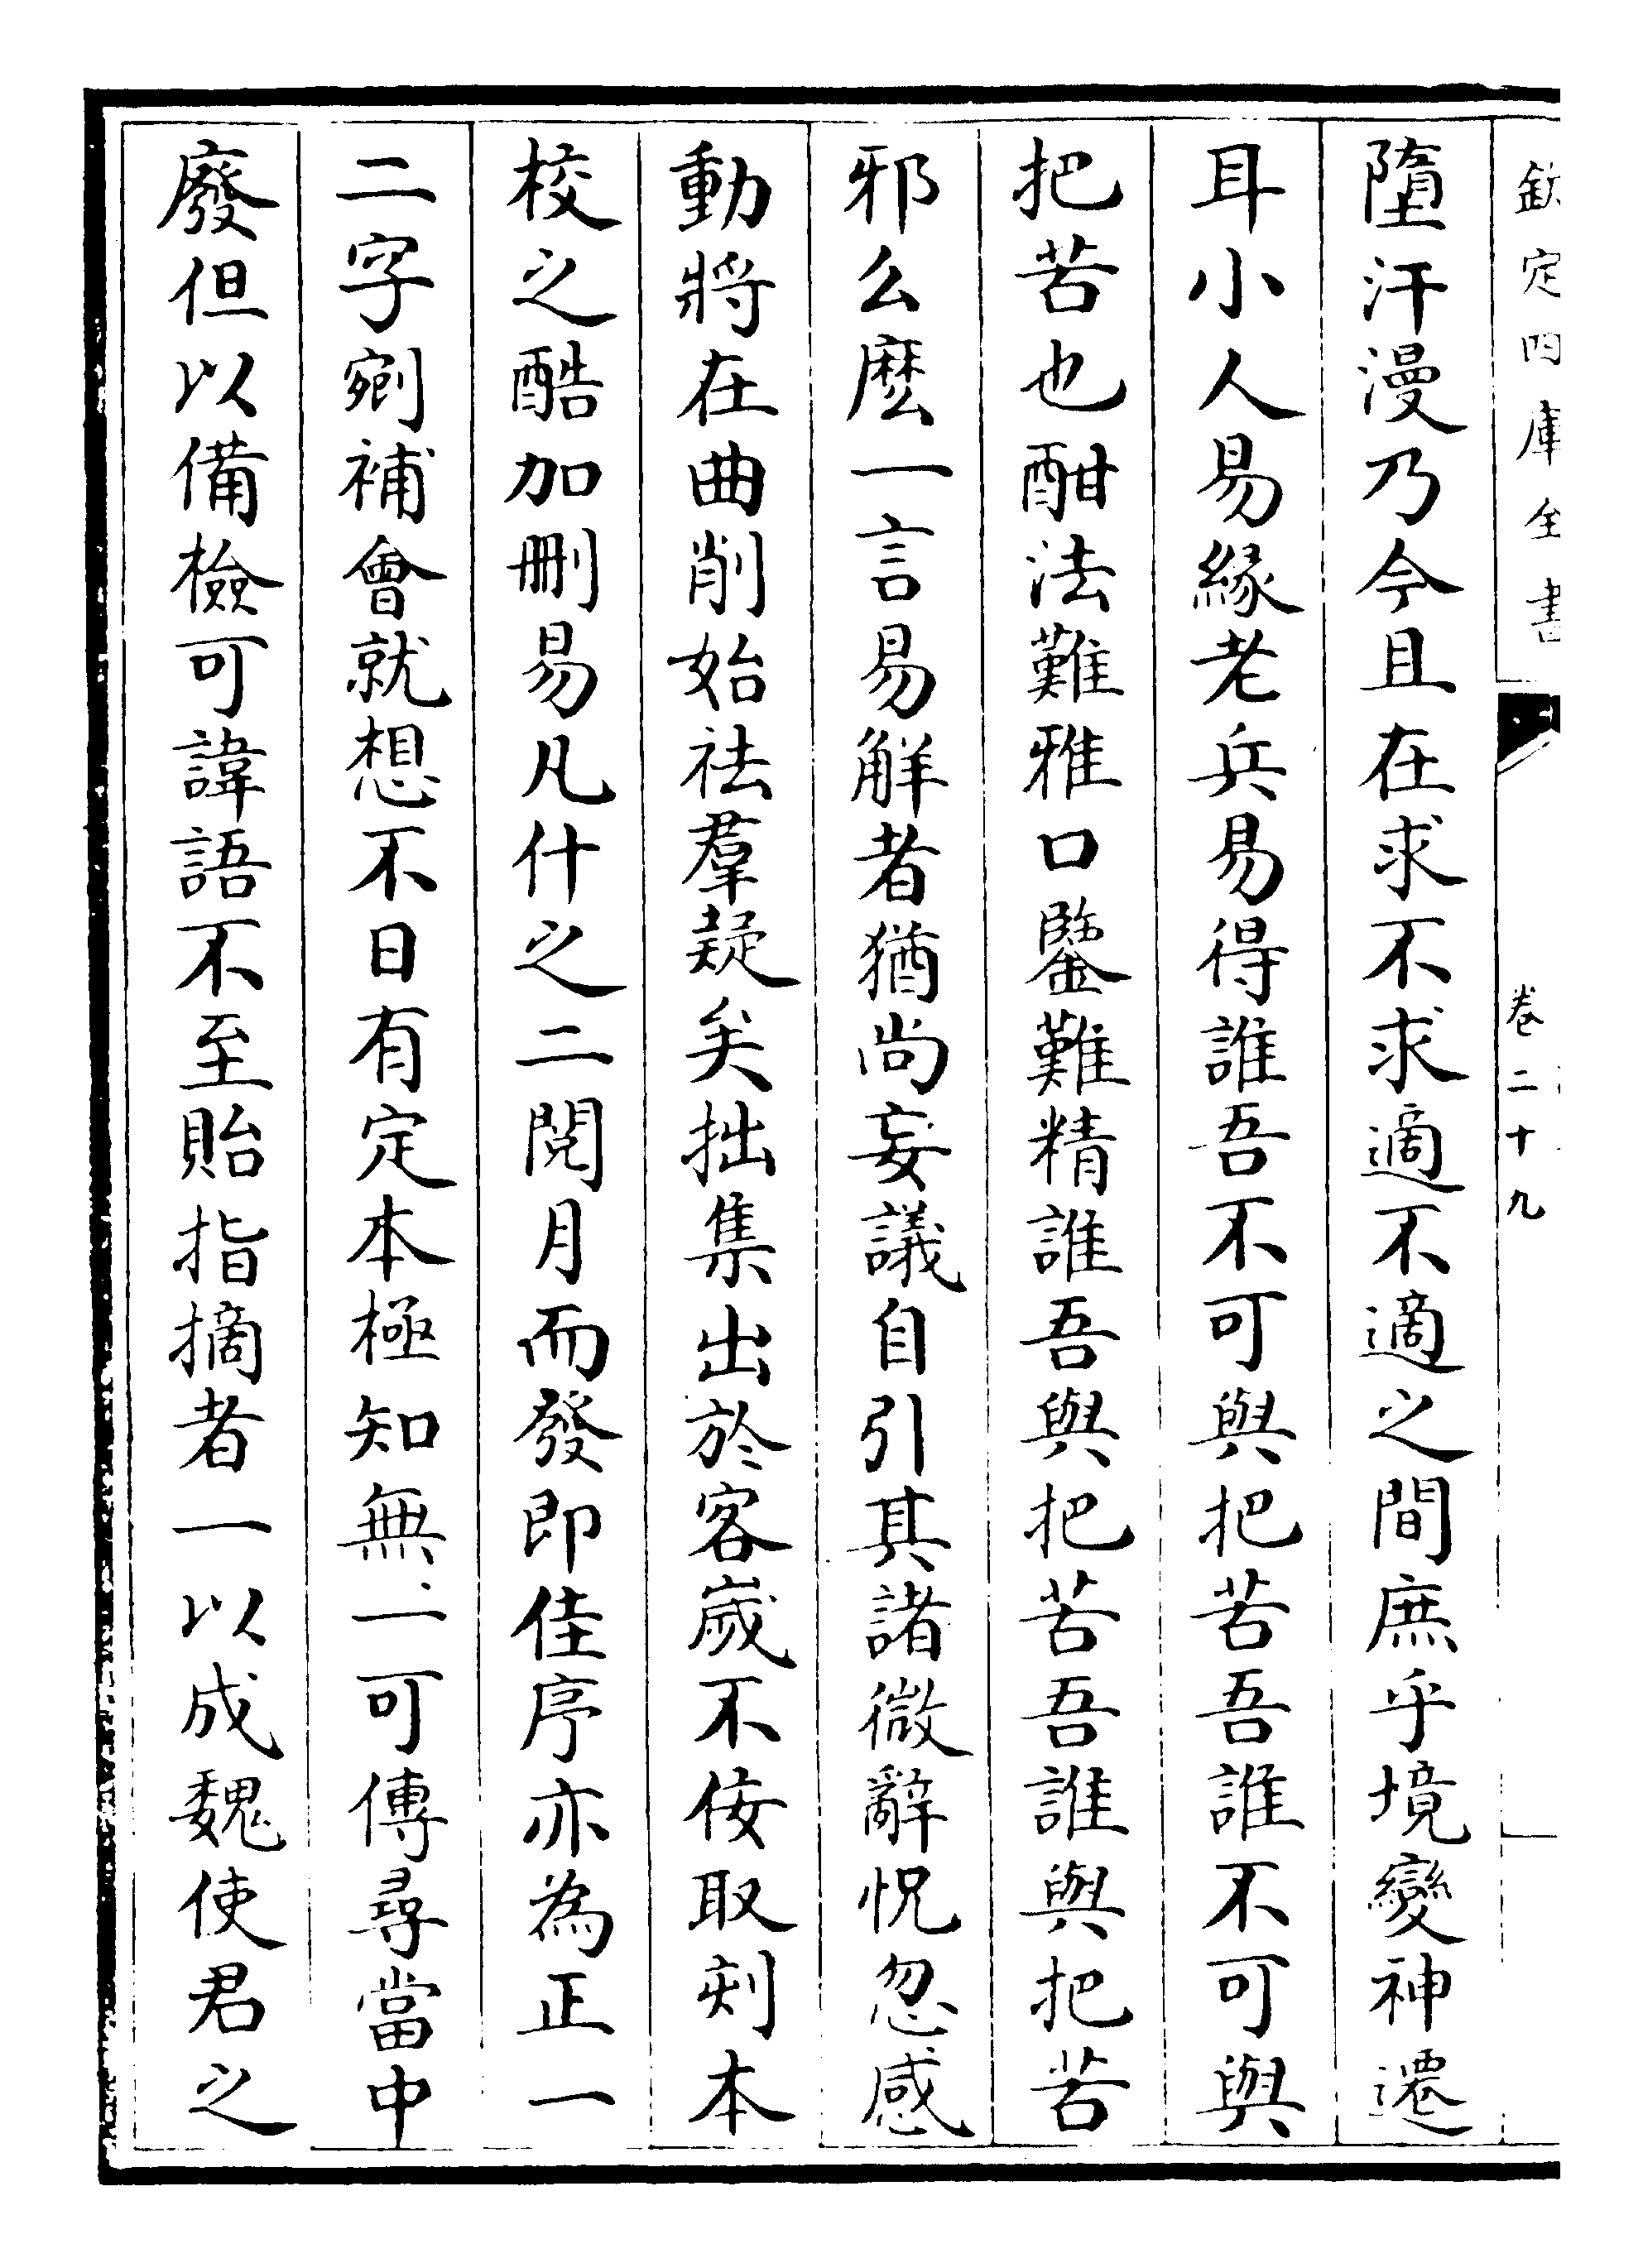 欽定四庫全書
卷二十九
墮汗漫乃今且在求不求適不適之間庶乎境變神遷
耳小人易緣老兵易得誰吾不可與把苦吾誰不可與
把苦也酣法難雅口鑒難精誰吾與把苦吾誰與把苦
邪么麽一言易解者猶尚妄議自引其諸微辭怳忽感
動將在曲削始祛羣疑矣拙集出於客嵗不佞取刻本
校之酷加刪易凡什之二閱月而發即佳序亦為正一
二字剜補會就想不日有定本極知無一可傳尋當中
廢但以備檢可諱語不至貽指摘者一以成魏使君之